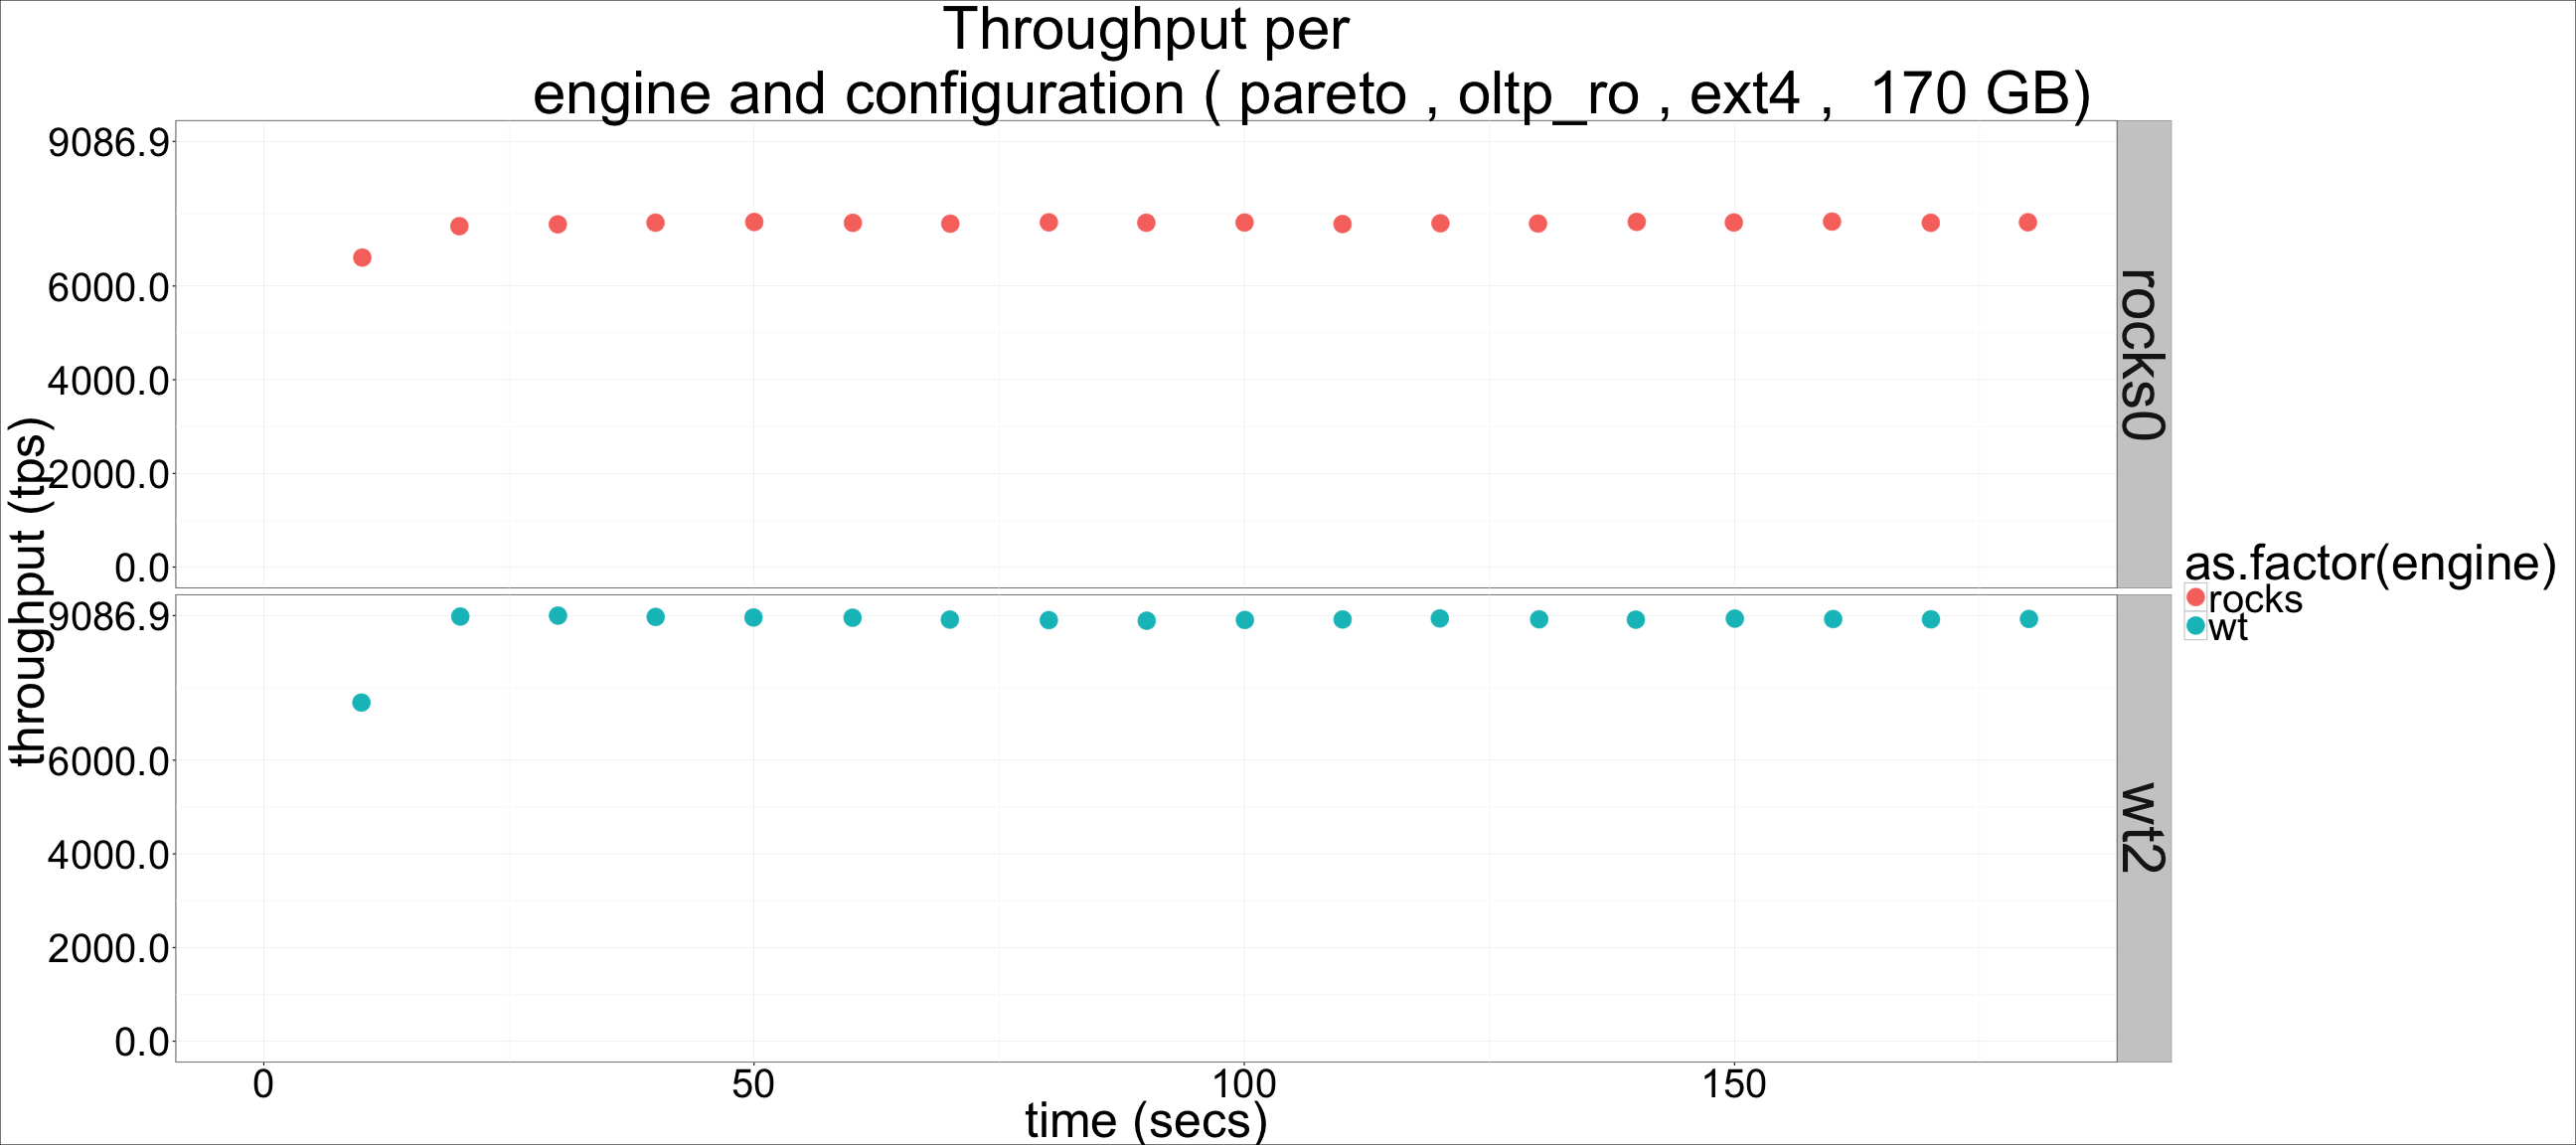 Throughput per
engine and configuration ( pareto , oltp_ro , ext4 ,  170 GB)
throughput (tps)
9086.9
6000.0
4000.0
2000.0
0.0
rocks0
9086.9
6000.0
4000.0
2000.0
0.0
wt2
0 50 100 150
time (secs)
as.factor(engine)
rocks
wt